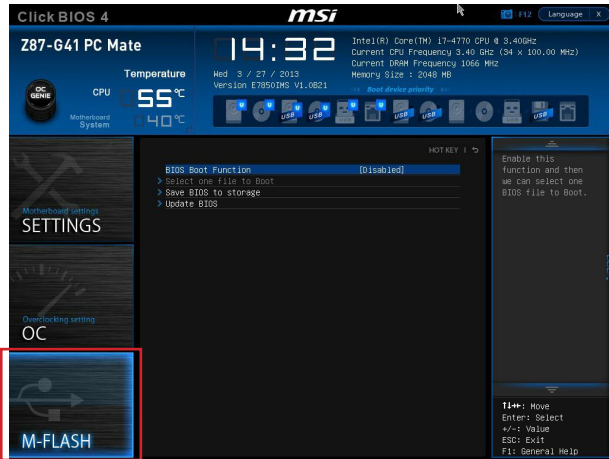 Click BIOS 4
msi
F12 Language X
Z87-G41 PC Mate
OC
GENIE
Temperature
CPU 55°C
Motherboard
System 40°C
14:32
Wed 3 / 27 / 2013
Version E7850IMS V1.0B21
Intel(R) Core(TM) i7-4770 CPU @ 3.40GHz
Current CPU Frequency 3.40 GHz (34 x 100.00 MHz)
Current DRAM Frequency 1066 MHz
Memory Size : 2048 MB
Boot device priority
U U U U U U U U
USB USB USB USB USB
HOT KEY
BIOS Boot Function [Disabled]
> Select one file to Boot
> Save BIOS to storage
> Update BIOS
Motherboard settings
SETTINGS
Overclocking setting
OC
M-FLASH
Enable this
function and then
we can select one
BIOS file to Boot.
↑↓→←: Move
Enter: Select
+/-: Value
ESC: Exit
F1: General Help